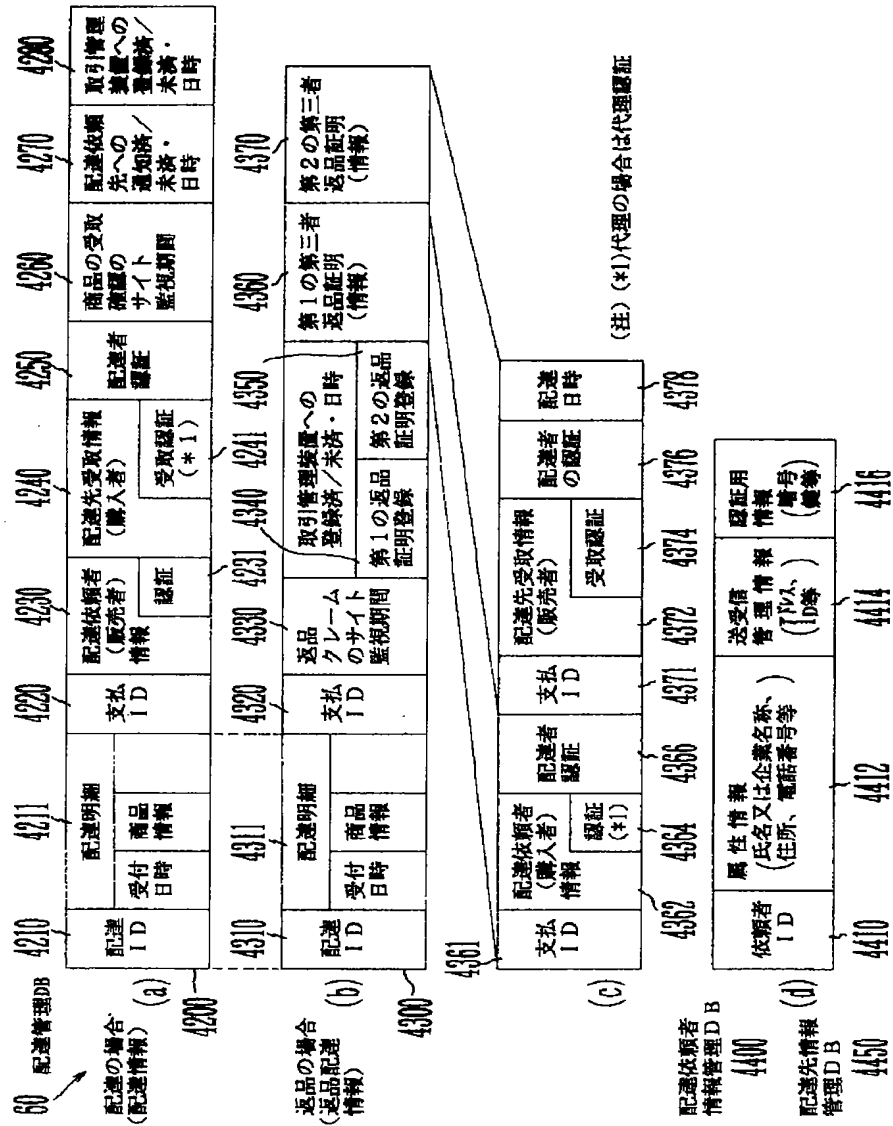 60 配達管理DB
配達の場合
(配達情報)
(a)
4200
4210
4211
4220
4230
4231
4240
4241
4250
4260
4270
4280
配達
ID
配達明細
受付
日時
商品
情報
支払
ID
配達依頼者
(販売者)
情報
認証
配達先受取情報
(購入者)
受取認証
(*1)
配達者
認証
商品の受取
確認の
サイト
監視期間
配達依頼
先への
通知済/
未済・
日時
取引管理
装置への
登録済/
未済・
日時
返品の場合
(返品配達
情報)
(b)
4300
4310
4311
4320
4330
4340
4350
4360
4370
配達
ID
配達明細
受付
日時
商品
情報
支払
ID
返品
クレーム
のサイト
監視期間
取引管理装置への
登録済/未済・日時
第1の返品
証明登録
第2の返品
証明登録
第1の第三者
返品証明
(情報)
第2の第三者
返品証明
(情報)
(c)
4361
4362
4364
4366
4371
4372
4374
4376
4378
支払
ID
配達依頼者
(購入者)
情報
認証
(*1)
配達者
認証
支払
ID
配達先受取情報
(販売者)
受取認証
配達者
の認証
配達
日時
(注)(*1)代理の場合は代理認証
配達依頼者
情報管理DB
4400
配達先情報
管理DB
4450
(d)
4410
4412
4414
4416
依頼者
ID
属性情報
(氏名又は企業名称、
住所、電話番号等
送受信
管理情報
(アドレス、
ID等
認証用
情報
(暗号
鍵等)